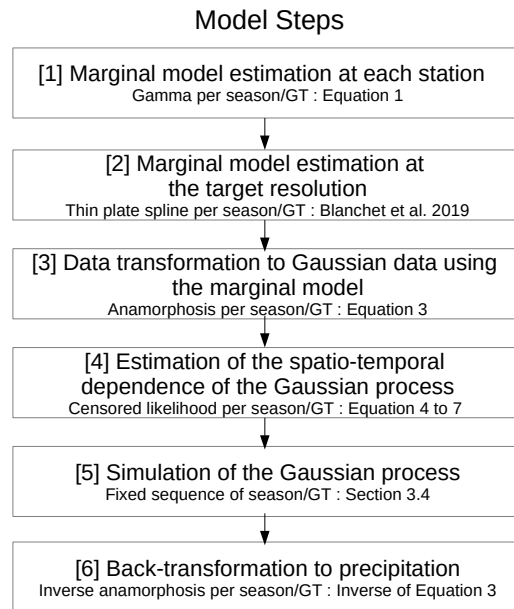 Model Steps
[1] Marginal model estimation at each station
Gamma per season/GT : Equation 1
[2] Marginal model estimation at
the target resolution
Thin plate spline per season/GT : Blanchet et al. 2019
[3] Data transformation to Gaussian data using
the marginal model
Anamorphosis per season/GT : Equation 3
[4] Estimation of the spatio-temporal
dependence of the Gaussian process
Censored likelihood per season/GT : Equation 4 to 7
[5] Simulation of the Gaussian process
Fixed sequence of season/GT : Section 3.4
[6] Back-transformation to precipitation
Inverse anamorphosis per season/GT : Inverse of Equation 3